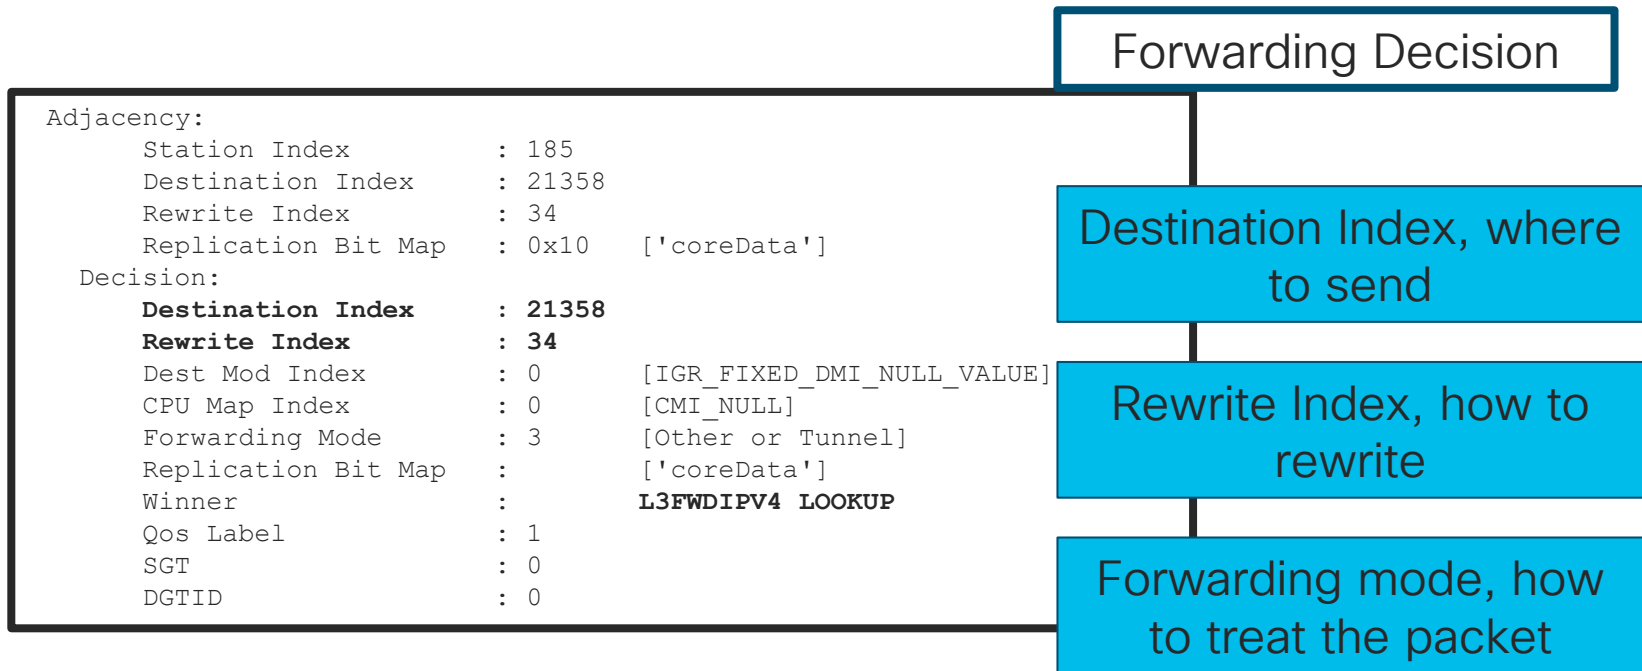 Forwarding Decision
Adjacency:
Station Index : 185
Destination Index : 21358
Rewrite Index : 34
Replication Bit Map : 0x10 ['coreData']
Decision:
Destination Index : 21358
Rewrite Index : 34
Dest Mod Index : 0 [IGR_FIXED_DMI_NULL_VALUE]
CPU Map Index : 0 [CMI_NULL]
Forwarding Mode : 3 [Other or Tunnel]
Replication Bit Map : ['coreData']
Winner : L3FWDIPV4 LOOKUP
Qos Label : 1
SGT : 0
DGTID : 0
Destination Index, where
to send
Rewrite Index, how to
rewrite
Forwarding mode, how
to treat the packet